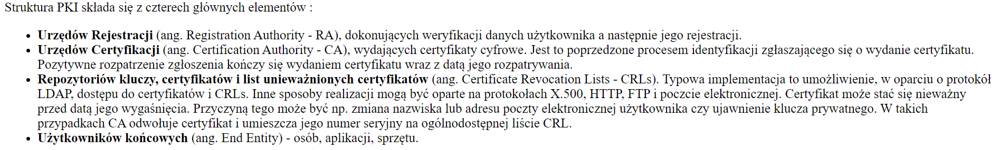 Struktura PKI składa się z czterech głównych elementów :
• Urzędów Rejestracji (ang. Registration Authority - RA), dokonujących weryfikacji danych użytkownika a następnie jego rejestracji.
• Urzędów Certyfikacji (ang. Certification Authority - CA), wydających certyfikaty cyfrowe. Jest to poprzedzone procesem identyfikacji zgłaszającego się o wydanie certyfikatu.
Pozytywne rozpatrzenie zgłoszenia kończy się wydaniem certyfikatu wraz z datą jego rozpatrywania.
• Repozytoriów kluczy, certyfikatów i list unieważnionych certyfikatów (ang. Certificate Revocation Lists - CRLs). Typowa implementacja to umożliwienie, w oparciu o protokół
LDAP, dostępu do certyfikatów i CRLs. Inne sposoby realizacji mogą być oparte na protokołach X.500, HTTP, FTP i poczcie elektronicznej. Certyfikat może stać się nieważny
przed datą jego wygaśnięcia. Przyczyną tego może być np. zmiana nazwiska lub adresu poczty elektronicznej użytkownika czy ujawnienie klucza prywatnego. W takich
przypadkach CA odwołuje certyfikat i umieszcza jego numer seryjny na ogólnodostępnej liście CRL.
• Użytkowników końcowych (ang. End Entity) - osób, aplikacji, sprzętu.